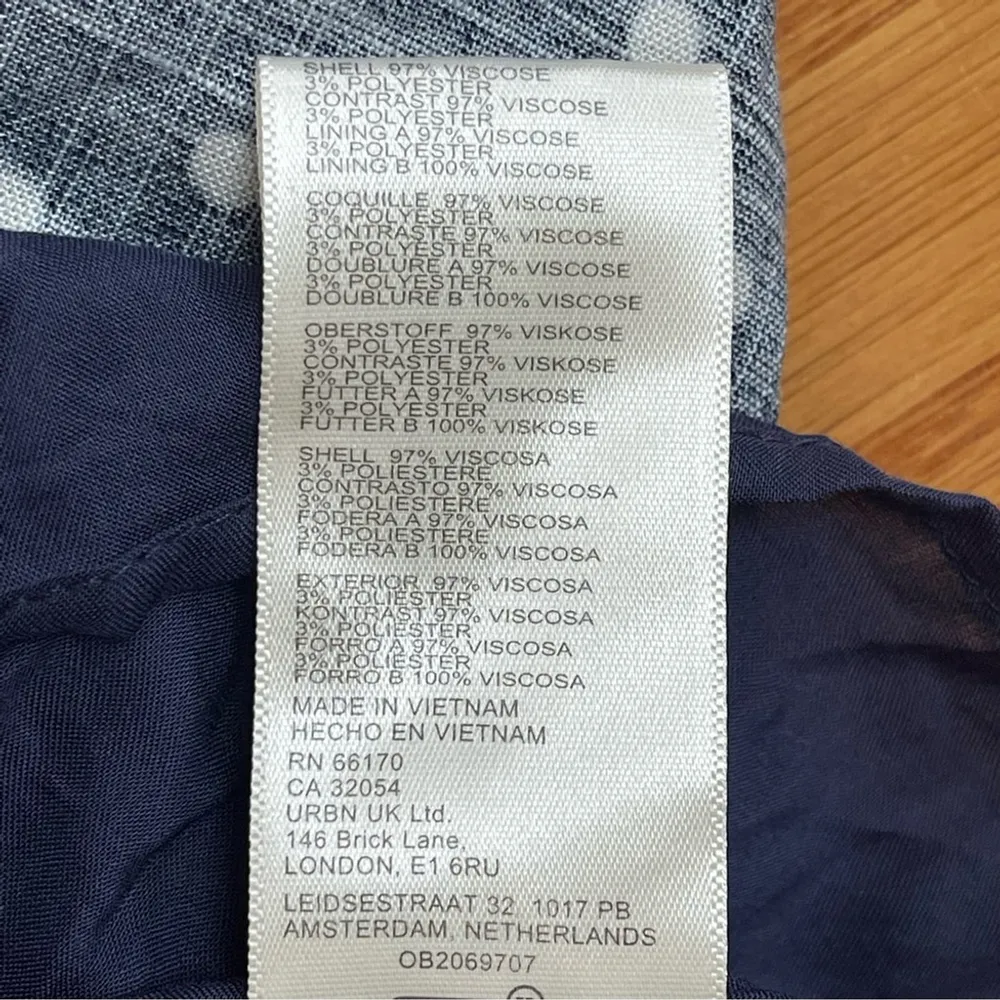 SHELL 97% VISCOSE
3% POLYESTER
CONTRAST 97% VISCOSE
3% POLYESTER
LINING A 97% VISCOSE
3% POLYESTER
LINING B 100% VISCOSE
COQUILLE 97% VISCOSE
3% POLYESTER
CONTRASTE 97% VISCOSE
3% POLYESTER
DOUBLURE A 97% VISCOSE
3% POLYESTER
DOUBLURE B 100% VISCOSE
OBERSTOFF 97% VISKOSE
3% POLYESTER
CONTRASTE 97% VISKOSE
3% POLYESTER
FUTTER A 97% VISKOSE
3% POLYESTER
FUTTER B 100% VISKOSE
SHELL 97% VISCOSA
3% POLIESTERE
CONTRASTO 97% VISCOSA
3% POLIESTERE
FODERA A 97% VISCOSA
3% POLIESTERE
FODERA B 100% VISCOSA
EXTERIOR 97% VISCOSA
3% POLIESTER
KONTRAST 97% VISCOSA
3% POLIESTER
FORRO A 97% VISCOSA
3% POLIESTER
FORRO B 100% VISCOSA
MADE IN VIETNAM
HECHO EN VIETNAM
RN 66170
CA 32054
URBN UK Ltd.
146 Brick Lane,
LONDON, E1 6RU
LEIDSESTRAAT 32 1017 PB
AMSTERDAM, NETHERLANDS
OB2069707